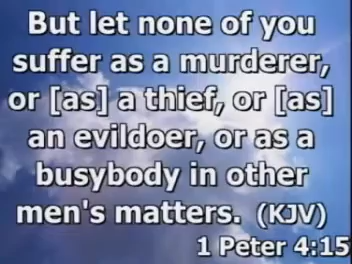 But let none of you
suffer as a murderer,
or [as] a thief, or [as]
an evildoer, or as a
busybody in other
men's matters. (KJV)
1 Peter 4:15